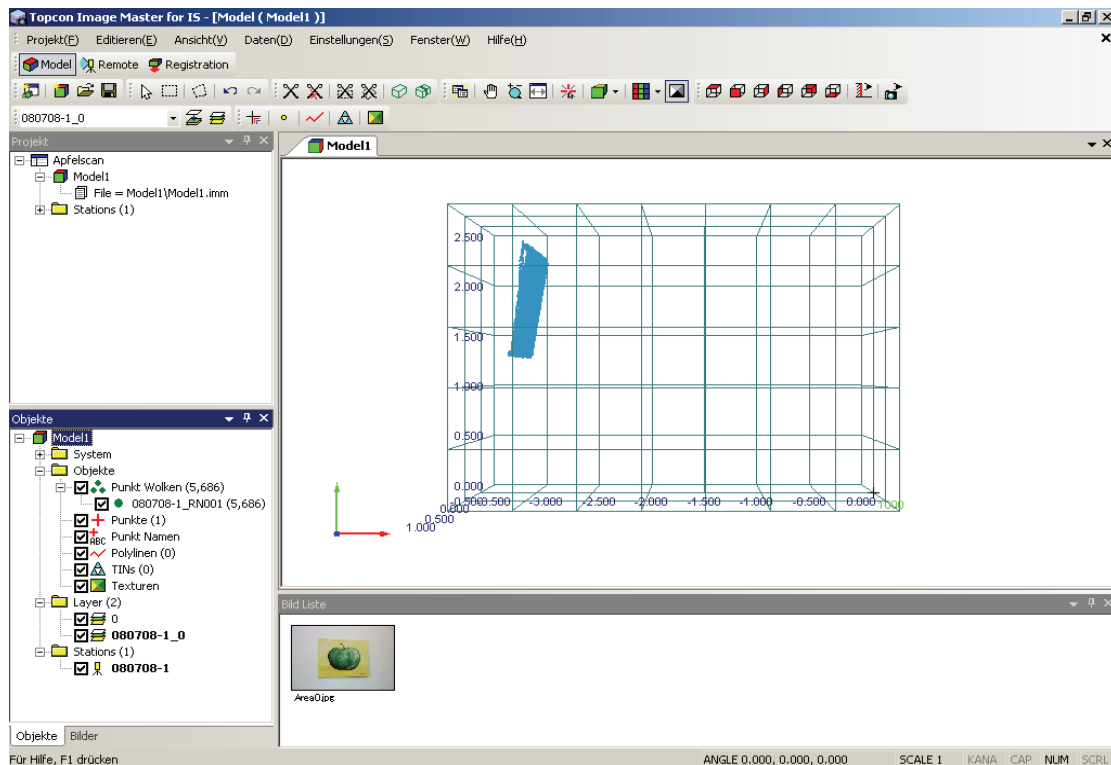 Topcon Image Master for IS - [Model ( Model1 )]
Projekt(F) Editieren(E) Ansicht(V) Daten(D) Einstellungen(S) Fenster(W) Hilfe(H)
Model Remote Registration
080708-1_0
Projekt
Apfelscan
Model1
File = Model1\Model1.imm
Stations (1)
Objekte
Model1
System
Objekte
Punkt Wolken (5,686)
080708-1_RN001 (5,686)
Punkte (1)
ABC Punkt Namen
Polylinen (0)
TINs (0)
Texturen
Layer (2)
0
080708-1_0
Stations (1)
080708-1
Objekte Bilder
Model1
2.500
2.000
1.500
1.000
0.500
0.000
-3.000 -2.500 -2.000 -1.500 -1.000 -0.500 0.000
0.000
0.500
1.000
Bild Liste
Area0.jpg
Für Hilfe, F1 drücken ANGLE 0.000, 0.000, 0.000 SCALE 1 KANA CAP NUM SCRL